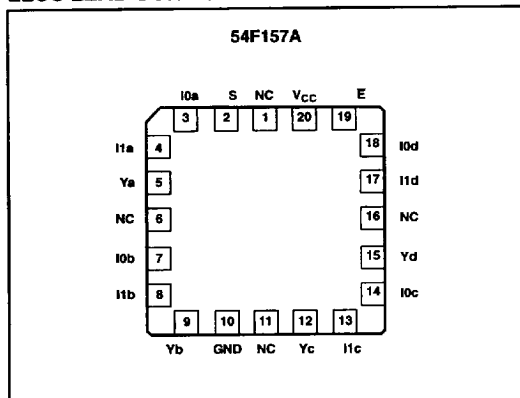 54F157A
I0a S NC VCC E
3 2 1 20 19
I1a 4 18 I0d
Ya 5 17 I1d
NC 6 16 NC
I0b 7 15 Yd
I1b 8 14 I0c
9 10 11 12 13
Yb GND NC Yc I1c